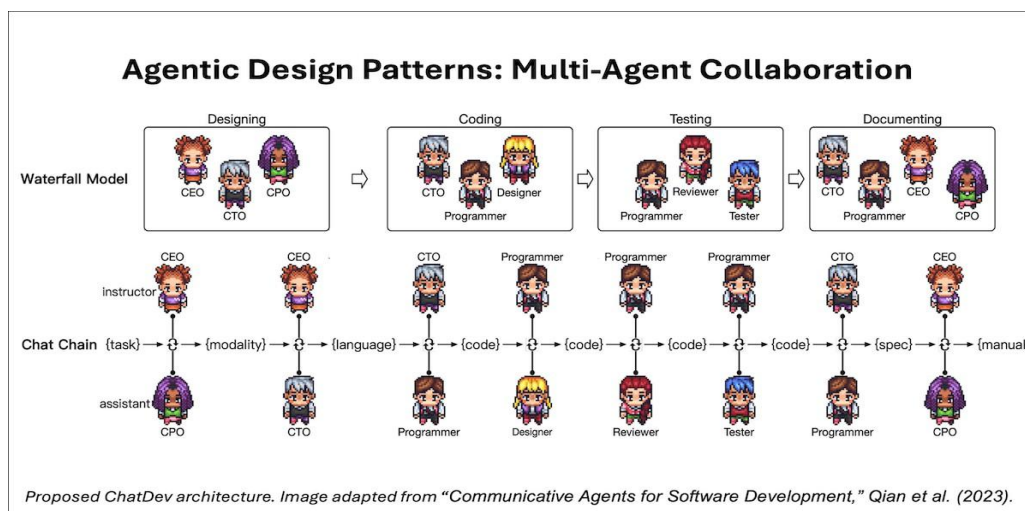 Agentic Design Patterns: Multi-Agent Collaboration
Designing
Coding
Testing
Documenting
Waterfall Model
CEO
CTO
CPO
CTO
Programmer
Designer
Programmer
Reviewer
Tester
CTO
Programmer
CEO
CPO
CEO
CEO
CTO
Programmer
Programmer
Programmer
CTO
CEO
instructor
Chat Chain {task} {modality} {language} {code} {code} {code} {code} {spec} {manual
assistant
CPO
CTO
Programmer
Designer
Reviewer
Tester
Programmer
CPO
Proposed ChatDev architecture. Image adapted from “Communicative Agents for Software Development,” Qian et al. (2023).